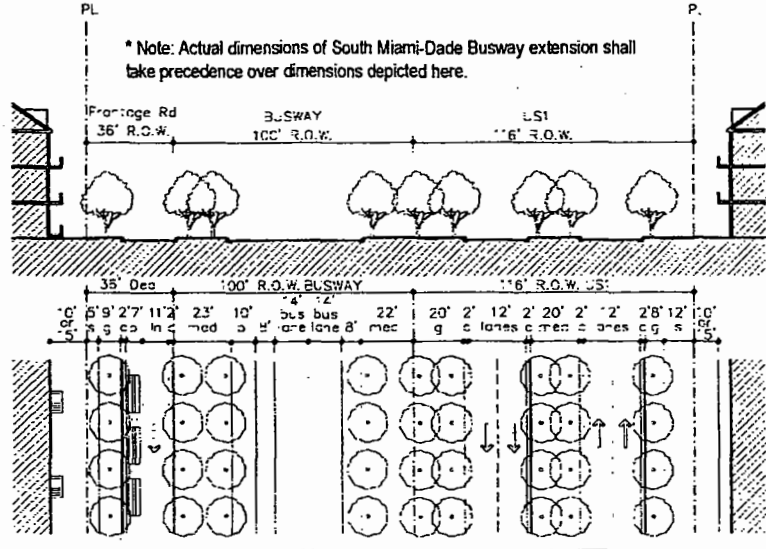 PL
P.
* Note: Actual dimensions of South Miami-Dade Busway extension shall
take precedence over dimensions depicted here.
Frontage Rd
36' R.O.W.
BUSWAY
100' R.O.W.
US1
116' R.O.W.
36' Ded
100' R.O.W. BUSWAY
116' R.O.W. US1
10' or 5'
9' 2' 7' 11' 2' 23' 10' 8' 14' 12' 8' 22' 20' 2' 12' 2' 20' 2' 12' 2' 8' 12'
s g med bus bus
lane lane med g lanes c med c lanes c g s
10' or 5'